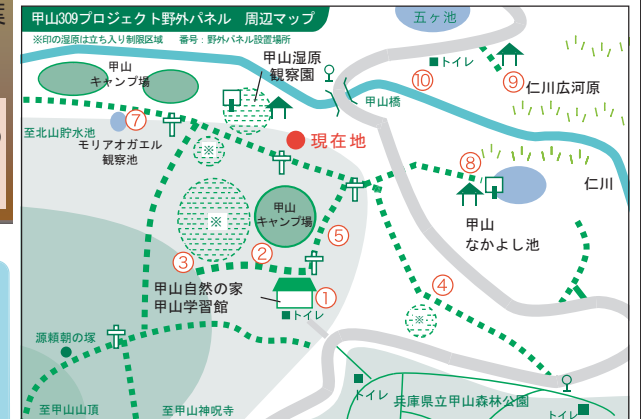 葉
甲山309プロジェクト野外パネル 周辺マップ
※印の湿原は立ち入り制限区域 番号:野外パネル設置場所
五ヶ池
甲山
キャンプ場
甲山湿原
観察園
トイレ
⑩
⑨
仁川広河原
甲山橋
至北山貯水池
⑦
モリアオガエル
観察池
現在地
※
⑧
仁川
甲山
なかよし池
※
甲山
キャンプ場
⑤
②
③
④
甲山自然の家
甲山学習館
①
トイレ
※
源頼朝の塚
至甲山山頂
至甲山神呪寺
トイレ
兵庫県立甲山森林公園
トイレ